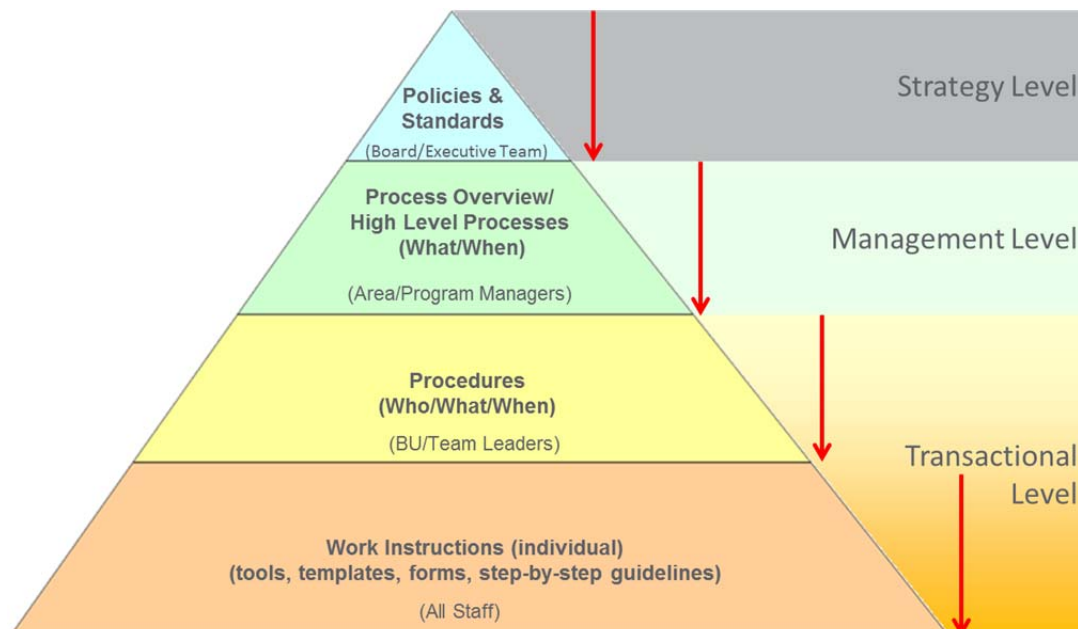 Policies &
Standards
(Board/Executive Team)
Strategy Level
Process Overview/
High Level Processes
(What/When)
(Area/Program Managers)
Management Level
Procedures
(Who/What/When)
(BU/Team Leaders)
Transactional
Level
Work Instructions (individual)
(tools, templates, forms, step-by-step guidelines)
(All Staff)